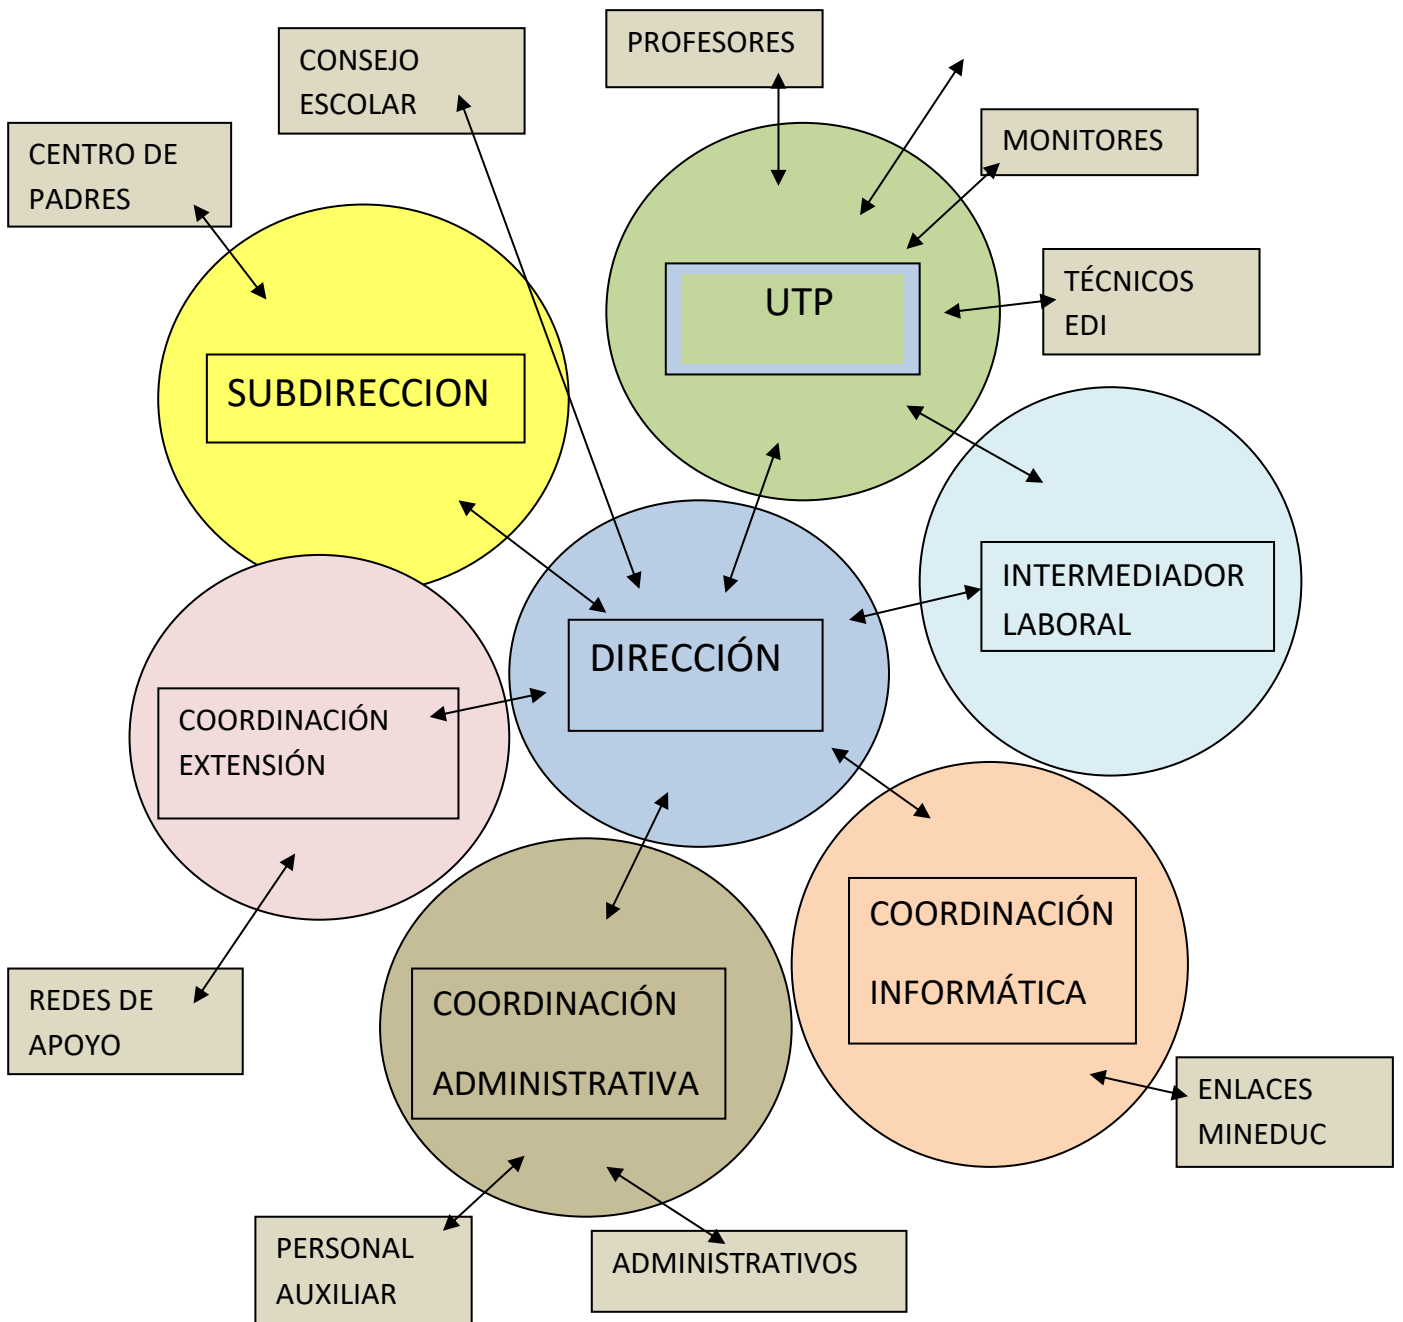 PROFESORES
CONSEJO
ESCOLAR
MONITORES
CENTRO DE
PADRES
TÉCNICOS
EDI
UTP
SUBDIRECCION
INTERMEDIADOR
LABORAL
DIRECCIÓN
COORDINACIÓN
EXTENSIÓN
COORDINACIÓN
INFORMÁTICA
REDES DE
APOYO
COORDINACIÓN
ADMINISTRATIVA
ENLACES
MINEDUC
PERSONAL
AUXILIAR
ADMINISTRATIVOS